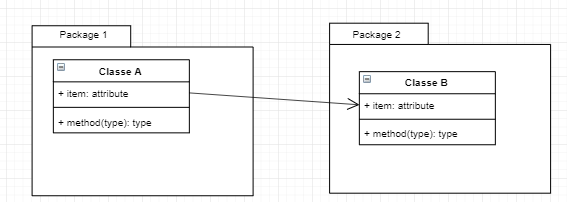 Package 1
Classe A
+ item: attribute
+ method(type): type
Package 2
Classe B
+ item: attribute
+ method(type): type